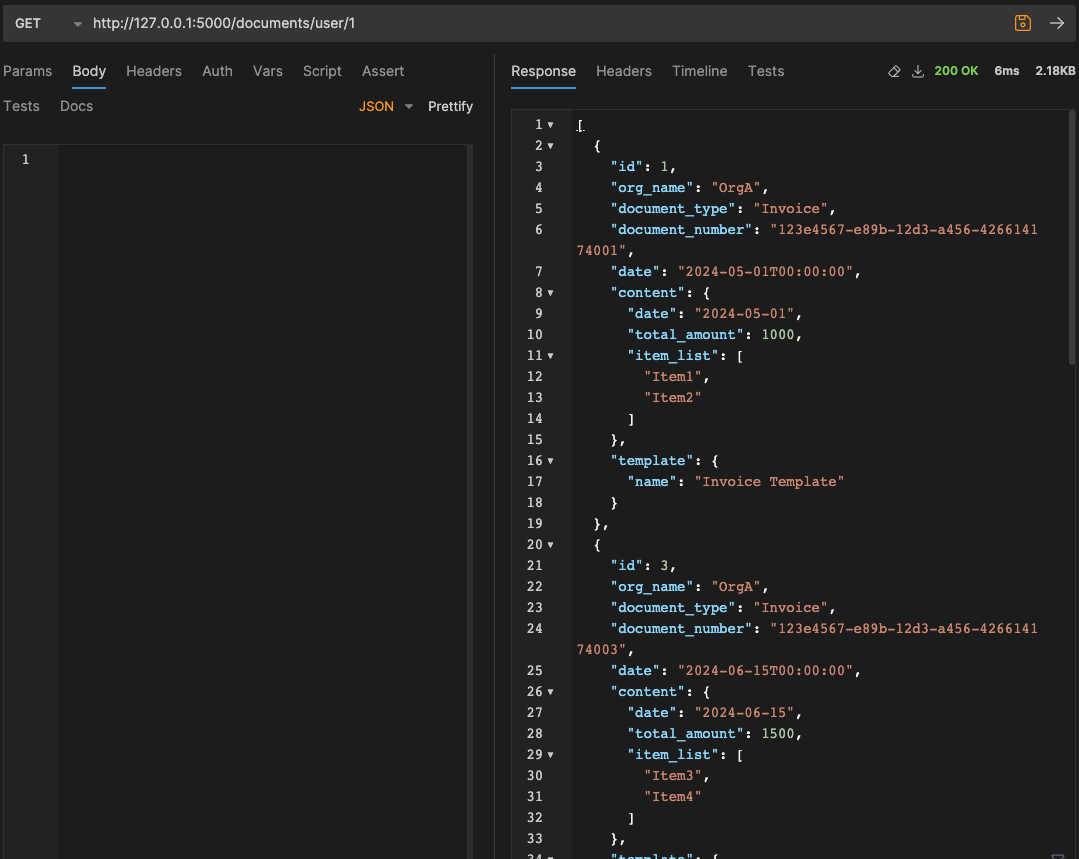 GET http://127.0.0.1:5000/documents/user/1
Params Body Headers Auth Vars Script Assert
Tests Docs JSON Prettify
1
Response Headers Timeline Tests 200 OK 6ms 2.18KB
1 [
2 {
3 "id": 1,
4 "org_name": "OrgA",
5 "document_type": "Invoice",
6 "document_number": "123e4567-e89b-12d3-a456-4266141
74001",
7 "date": "2024-05-01T00:00:00",
8 "content": {
9 "date": "2024-05-01",
10 "total_amount": 1000,
11 "item_list": [
12 "Item1",
13 "Item2"
14 ]
15 },
16 "template": {
17 "name": "Invoice Template"
18 }
19 },
20 {
21 "id": 3,
22 "org_name": "OrgA",
23 "document_type": "Invoice",
24 "document_number": "123e4567-e89b-12d3-a456-4266141
74003",
25 "date": "2024-06-15T00:00:00",
26 "content": {
27 "date": "2024-06-15",
28 "total_amount": 1500,
29 "item_list": [
30 "Item3",
31 "Item4"
32 ]
33 },
34 "template": {